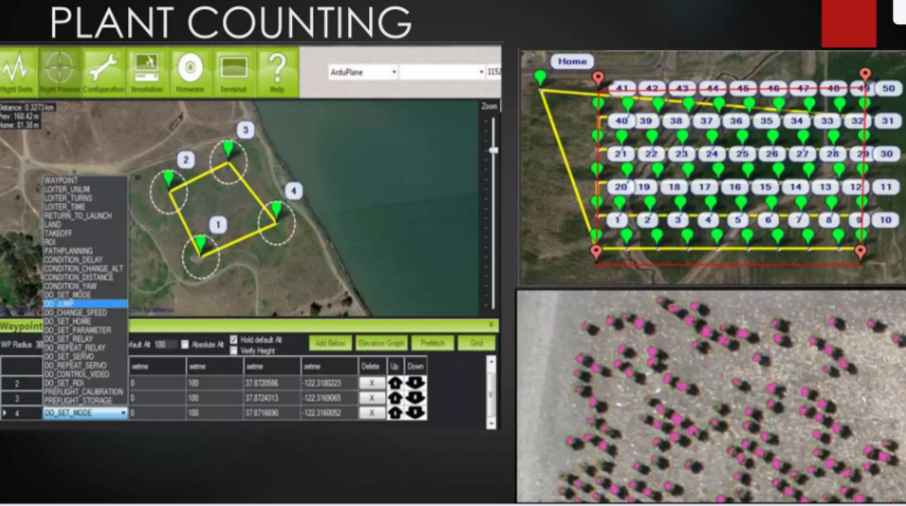 PLANT COUNTING
Flight Data Flight Planner Configuration Simulation Firmware Terminal Help
ArduPlane
1152
Distance: 0.3273 km
Prev: 168.42 m
Home: 81.38 m
Zoom
3
2
4
1
WAYPOINT
LOITER_UNLIM
LOITER_TURNS
LOITER_TIME
RETURN_TO_LAUNCH
LAND
TAKEOFF
ROI
PATHPLANNING
CONDITION_DELAY
CONDITION_CHANGE_ALT
CONDITION_DISTANCE
CONDITION_YAW
DO_SET_MODE
DO_JUMP
DO_CHANGE_SPEED
DO_SET_HOME
DO_SET_PARAMETER
DO_SET_RELAY
DO_REPEAT_RELAY
DO_SET_SERVO
DO_REPEAT_SERVO
DO_CONTROL_VIDEO
DO_SET_ROI
PREFLIGHT_CALIBRATION
PREFLIGHT_STORAGE
Waypoint
WP Radius 30 fault Alt 100 Absolute Alt Hold default Alt
Verify Height
Add Below Elevation Graph Prefetch Grid
setme setme setme setme Delete Up Down
2 0 100 37.8720586 -122.3180223 X
3 0 100 37.8724313 -122.3169065 X
4 DO_SET_MODE 0 100 37.8716690 -122.3160052 X
Home
41 42 43 44 45 46 47 48 49 50
40 39 38 37 36 35 34 33 32 31
21 22 23 24 25 26 27 28 29 30
20 19 18 17 16 15 14 13 12 11
1 2 3 4 5 6 7 8 9 10